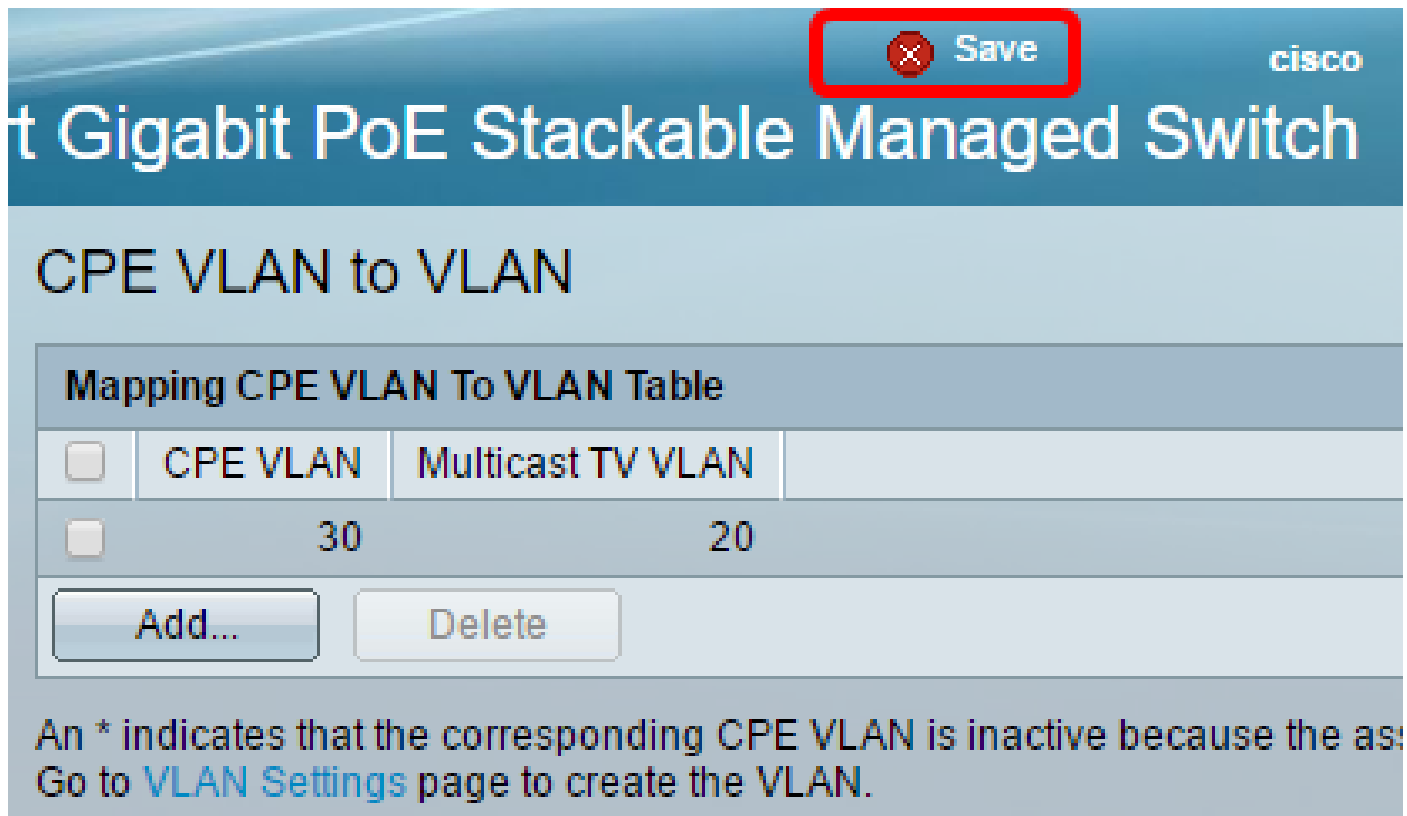 Save
cisco
t Gigabit PoE Stackable Managed Switch
CPE VLAN to VLAN
Mapping CPE VLAN To VLAN Table
CPE VLAN Multicast TV VLAN
30 20
Add... Delete
An * indicates that the corresponding CPE VLAN is inactive because the ass
Go to VLAN Settings page to create the VLAN.